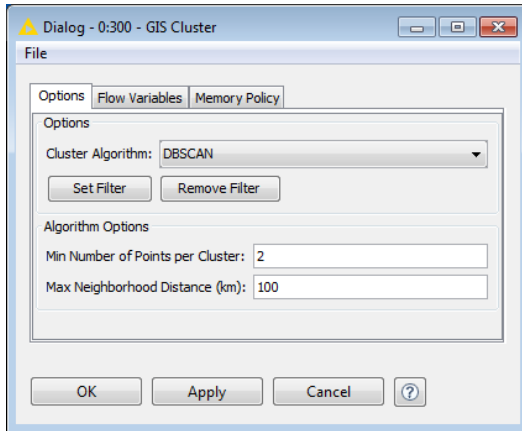 Dialog - 0:300 - GIS Cluster
File
Options Flow Variables Memory Policy
Options
Cluster Algorithm: DBSCAN
Set Filter Remove Filter
Algorithm Options
Min Number of Points per Cluster: 2
Max Neighborhood Distance (km): 100
OK Apply Cancel ?